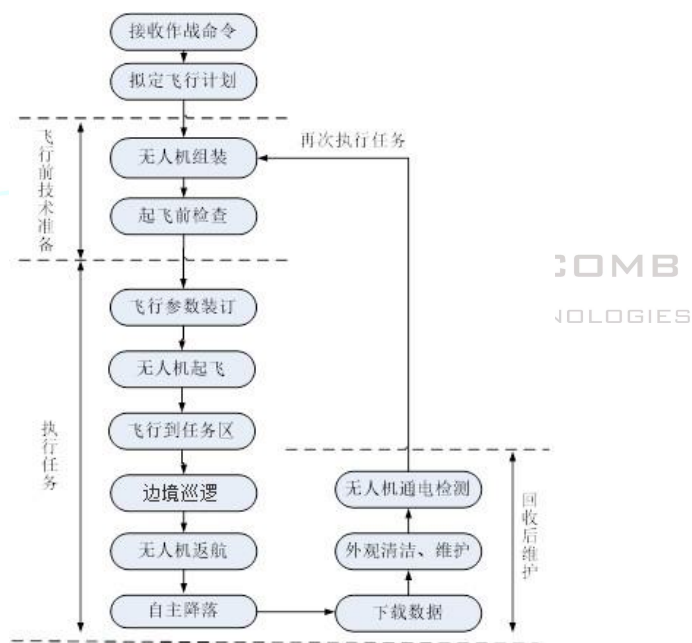 接收作战命令
拟定飞行计划
飞行前技术准备
无人机组装
再次执行任务
起飞前检查
COMB
NOLOGIES
执行任务
飞行参数装订
无人机起飞
飞行到任务区
边境巡逻
无人机返航
自主降落
下载数据
外观清洁、维护
无人机通电检测
回收后维护